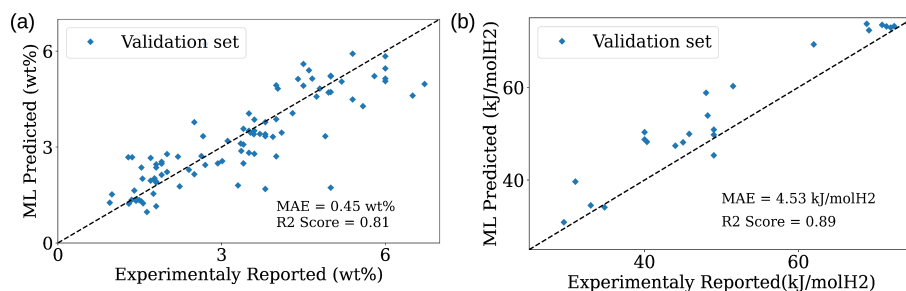 (a)
Validation set
ML Predicted (wt%)
6
3
0
MAE = 0.45 wt%
R2 Score = 0.81
0
3
6
Experimentaly Reported (wt%)
(b)
Validation set
ML Predicted (kJ/molH2)
60
40
MAE = 4.53 kJ/molH2
R2 Score = 0.89
40
60
Experimentaly Reported(kJ/molH2)